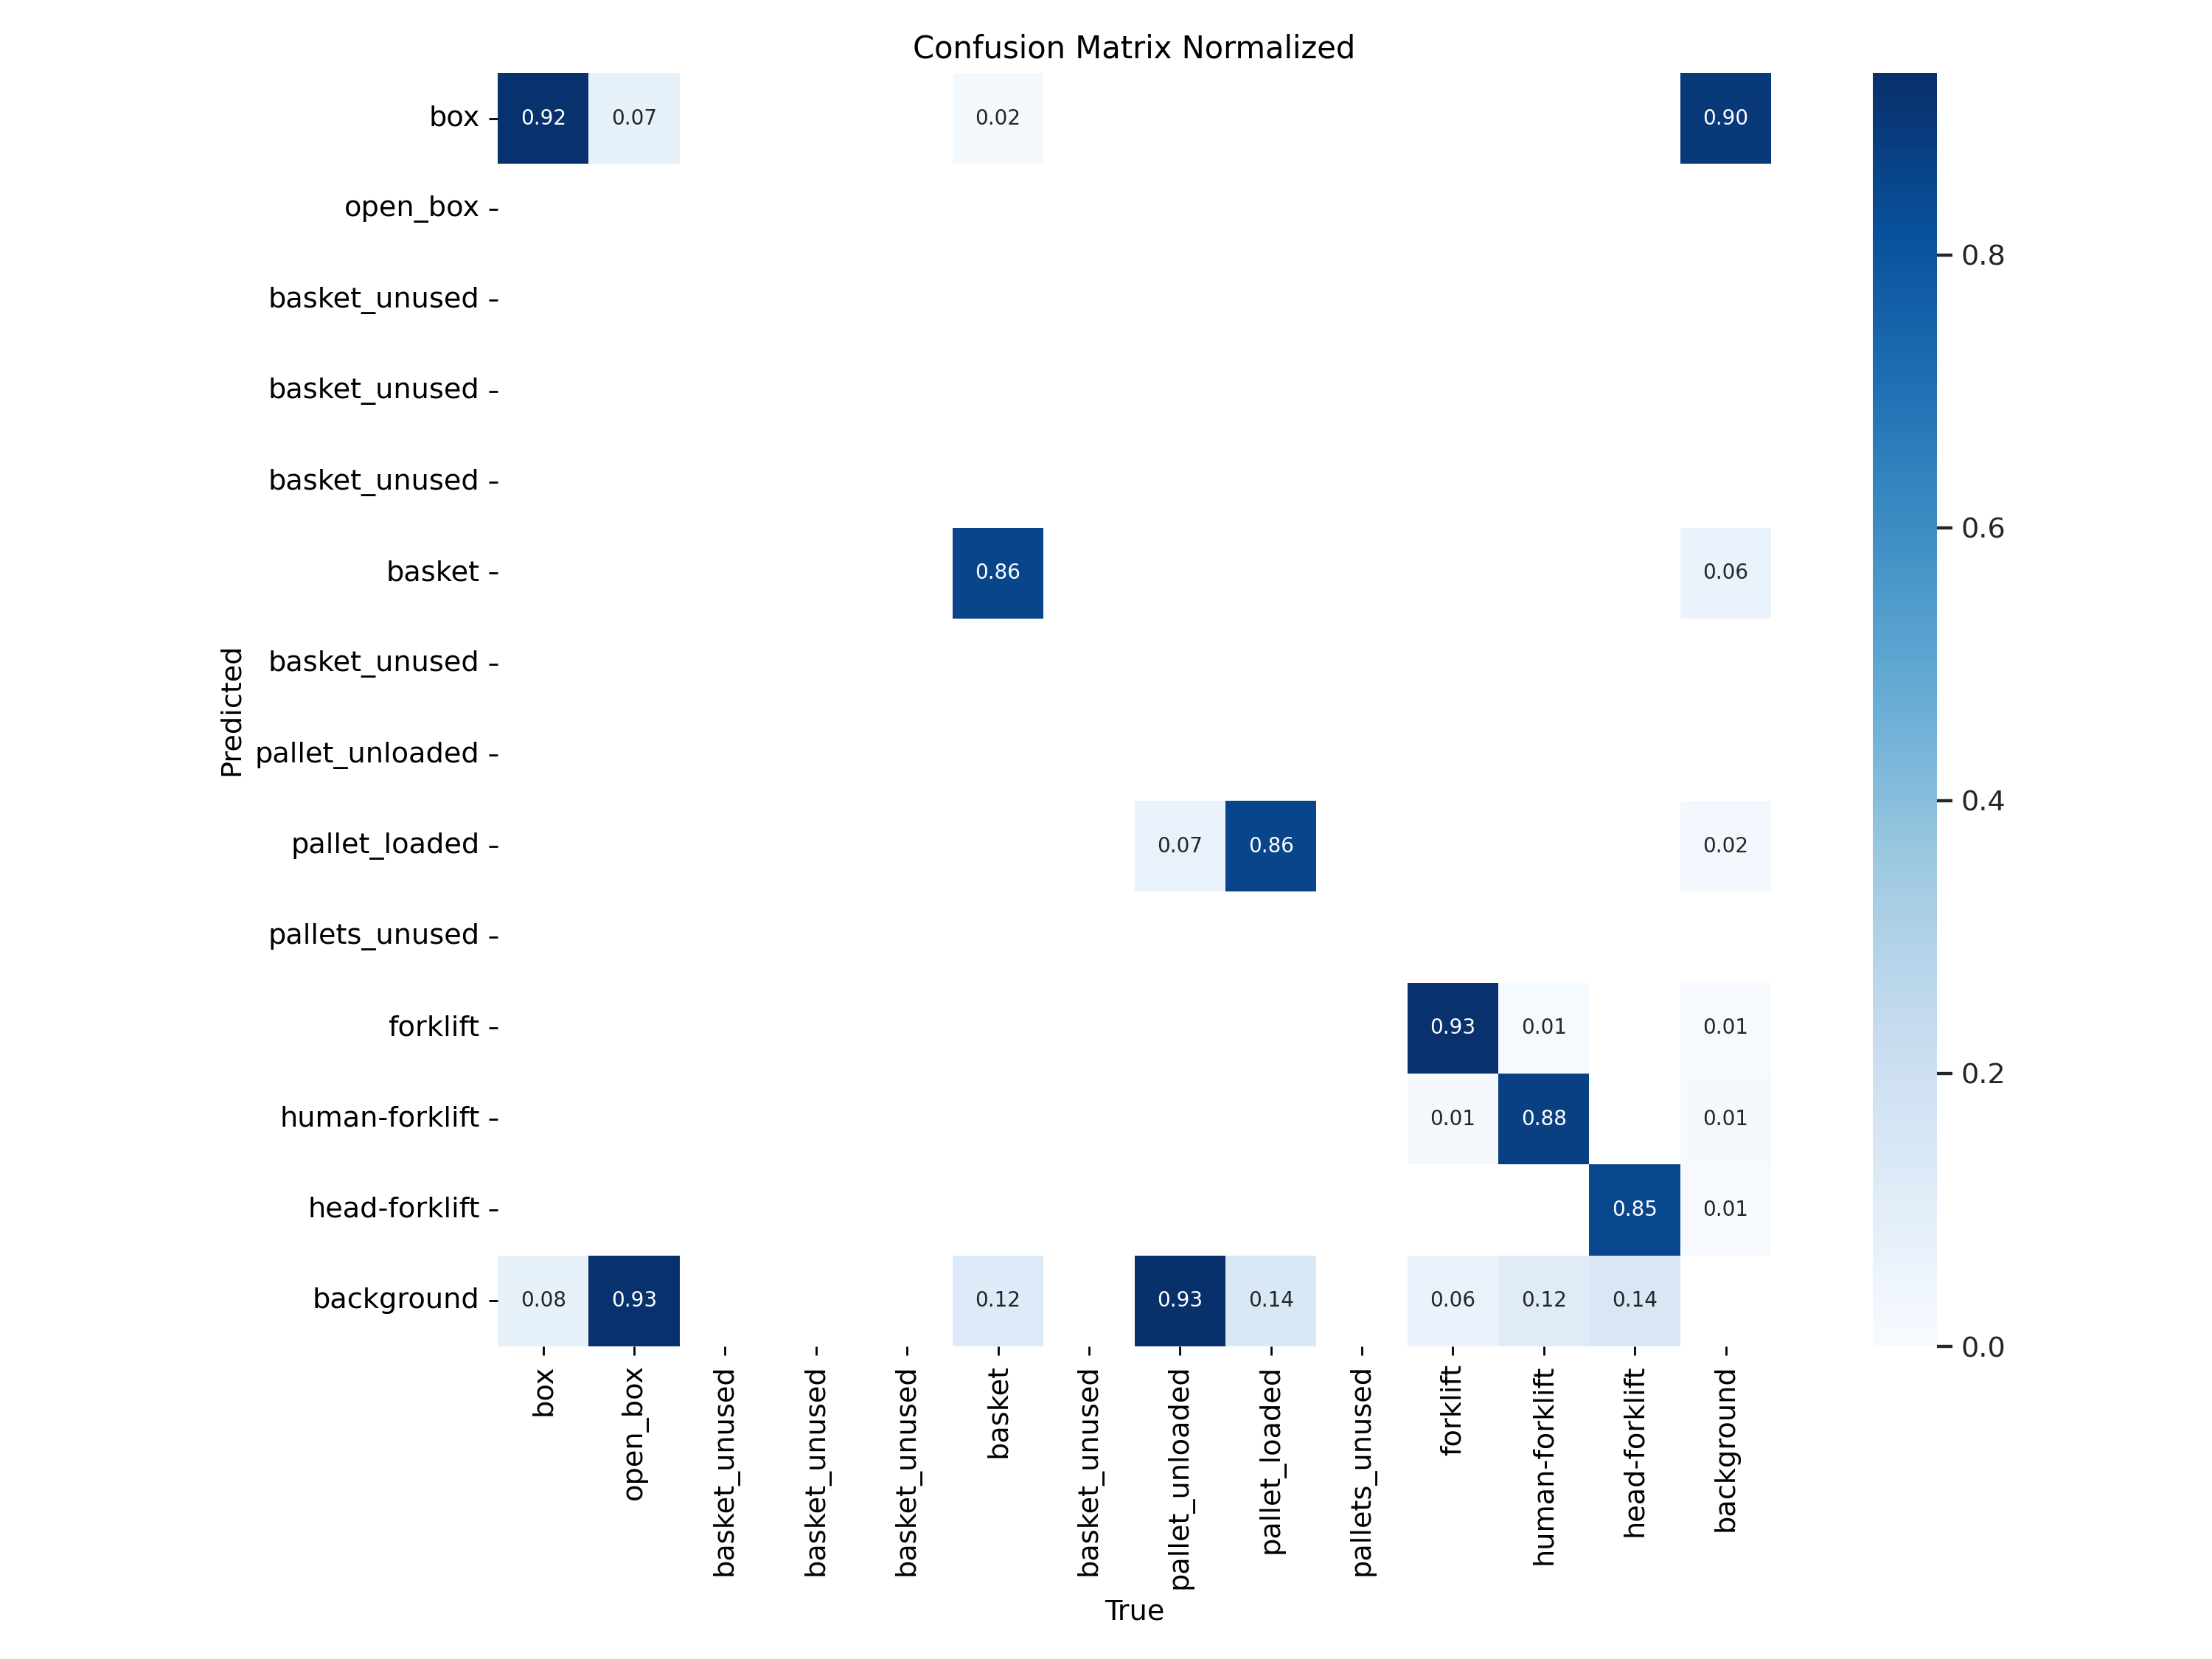 Confusion Matrix Normalized
box
0.92 0.07 0.02 0.90
open_box
basket_unused
basket_unused
basket_unused
basket
0.86 0.06
basket_unused
pallet_unloaded
pallet_loaded
0.07 0.86 0.02
pallets_unused
forklift
0.93 0.01 0.01
human-forklift
0.01 0.88 0.01
head-forklift
0.85 0.01
background
0.08 0.93 0.12 0.93 0.14 0.06 0.12 0.14
Predicted
box
open_box
basket_unused
basket_unused
basket_unused
basket
basket_unused
pallet_unloaded
pallet_loaded
pallets_unused
forklift
human-forklift
head-forklift
background
True
0.8
0.6
0.4
0.2
0.0